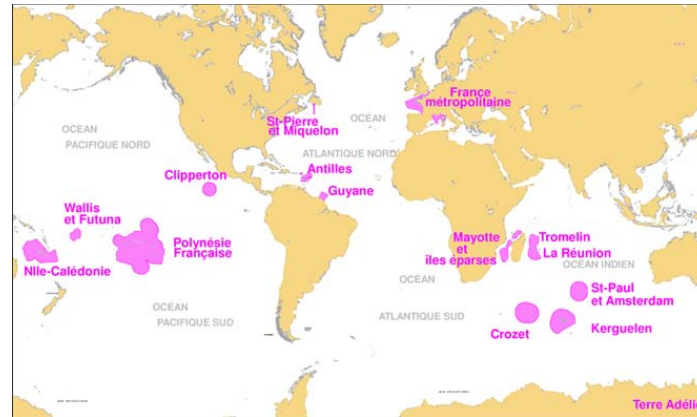 France
métropolitaine
St-Pierre
et Miquelon
OCÉAN
ATLANTIQUE NORD
OCÉAN
PACIFIQUE NORD
Clipperton
Antilles
Guyane
Wallis
et Futuna
Polynésie
Française
Nlle-Calédonie
Mayotte
et
îles éparses
Tromelin
La Réunion
OCÉAN INDIEN
OCÉAN
ATLANTIQUE SUD
St-Paul
et Amsterdam
Crozet
Kerguelen
OCÉAN
PACIFIQUE SUD
Terre Adélie